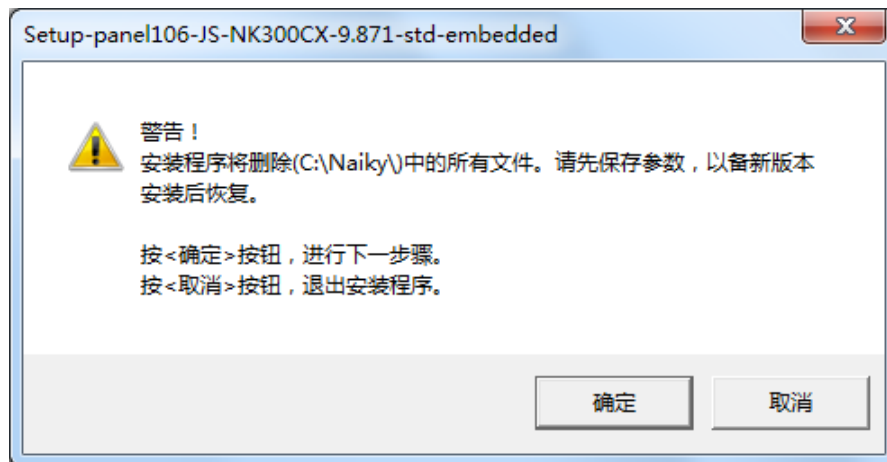 Setup-panel106-JS-NK300CX-9.871-std-embedded
警告！
安装程序将删除(C:\Naiky\)中的所有文件。请先保存参数，以备新版本
安装后恢复。
按<确定>按钮，进行下一步骤。
按<取消>按钮，退出安装程序。
确定 取消